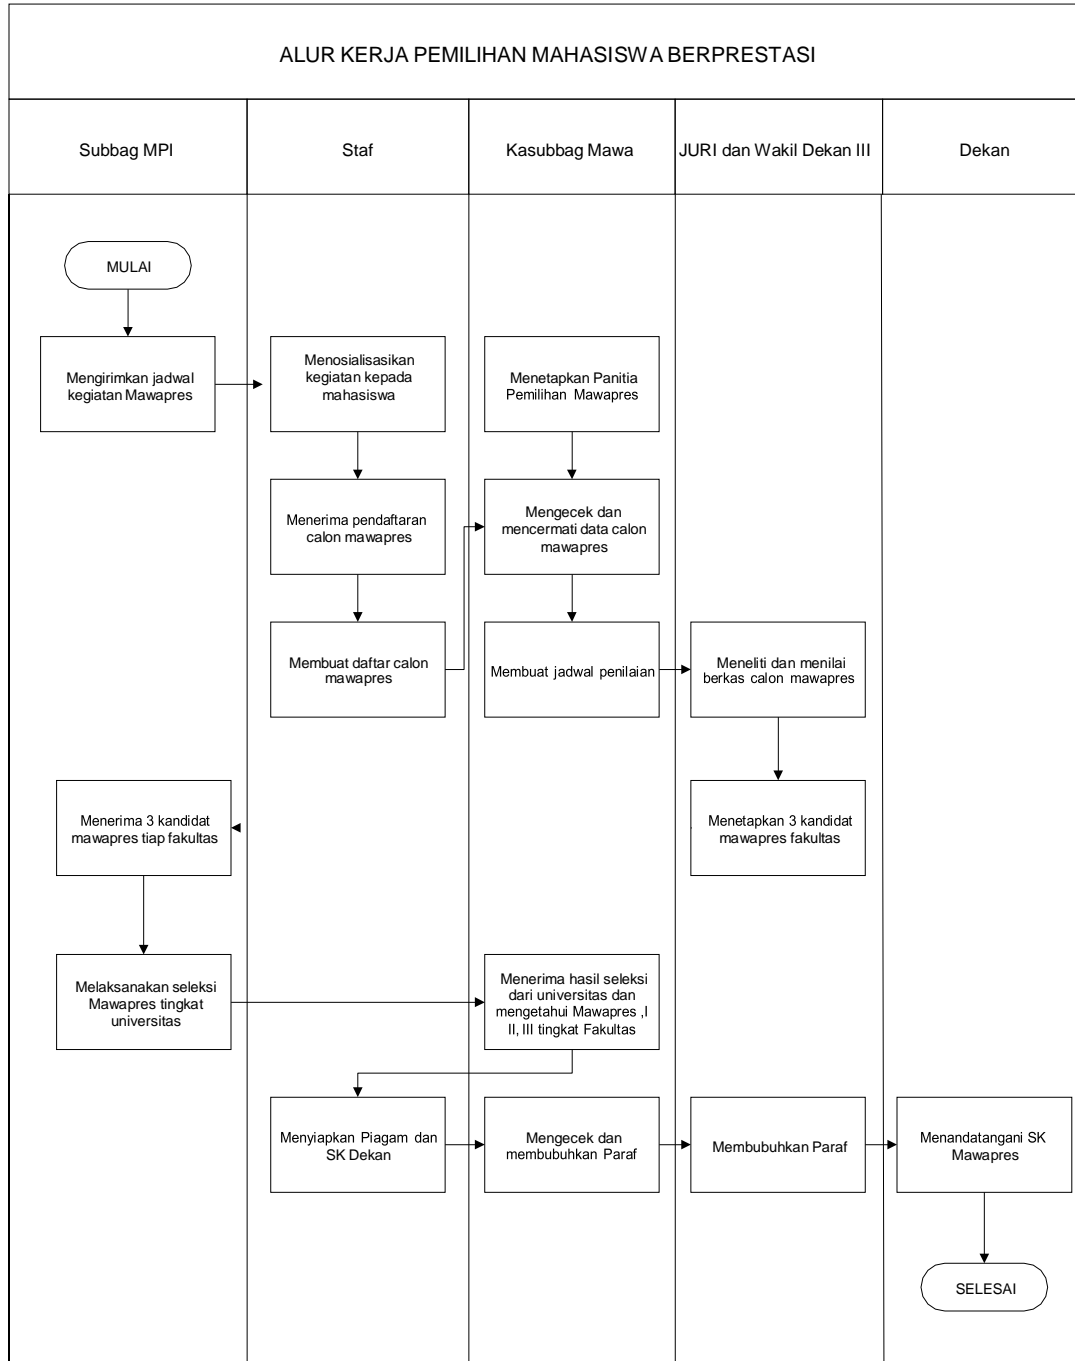 ALUR KERJA PEMILIHAN MAHASISWA BERPRESTASI
Subbag MPI
Staf
Kasubbag Mawa
JURI dan Wakil Dekan III
Dekan
MULAI
Mengirimkan jadwal
kegiatan Mawapres
Menosialisasikan
kegiatan kepada
mahasiswa
Menetapkan Panitia
Pemilihan Mawapres
Menerima pendaftaran
calon mawapres
Mengecek dan
mencermati data calon
mawapres
Membuat daftar calon
mawapres
Membuat jadwal penilaian
Meneliti dan menilai
berkas calon mawapres
Menerima 3 kandidat
mawapres tiap fakultas
Menetapkan 3 kandidat
mawapres fakultas
Melaksanakan seleksi
Mawapres tingkat
universitas
Menerima hasil seleksi
dari universitas dan
mengetahui Mawapres ,I
II, III tingkat Fakultas
Menyiapkan Piagam dan
SK Dekan
Mengecek dan
membubuhkan Paraf
Membubuhkan Paraf
Menandatangani SK
Mawapres
SELESAI